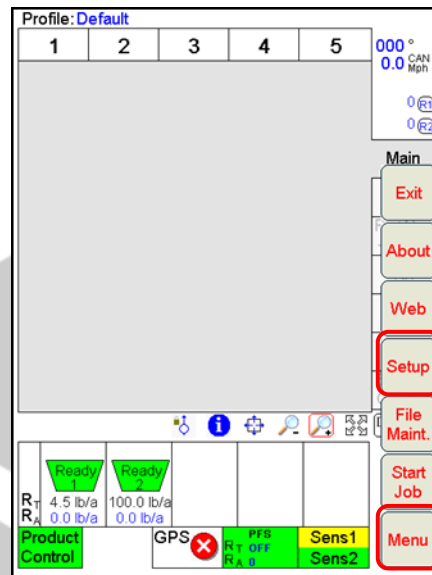 Profile: Default
1 2 3 4 5
000 °
0.0 CAN Mph
0 R1
0 R2
Main
Exit
About
Web
Setup
File Maint.
Start Job
Menu
Ready 1
Ready 2
RT 4.5 lb/a 100.0 lb/a
RA 0.0 lb/a 0.0 lb/a
Product Control
GPS
PFS
RT OFF
RA 0
Sens1
Sens2